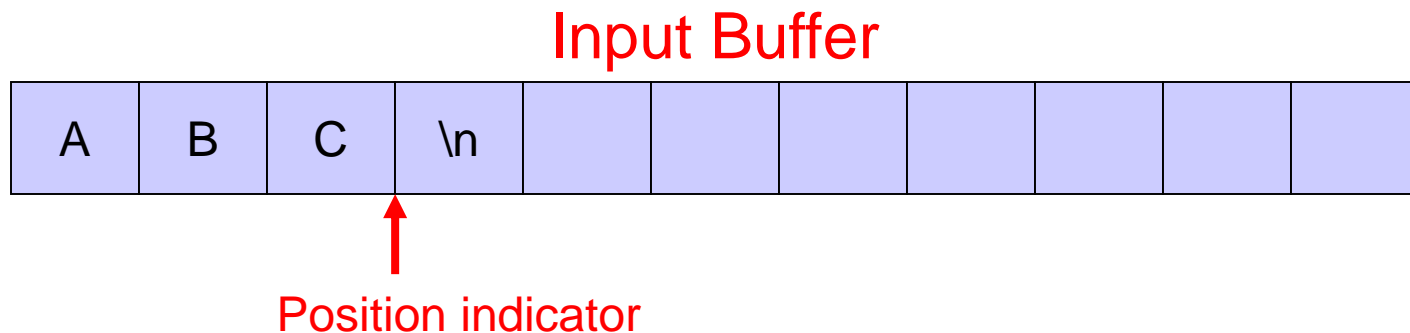 Input Buffer
A B C \n
Position indicator